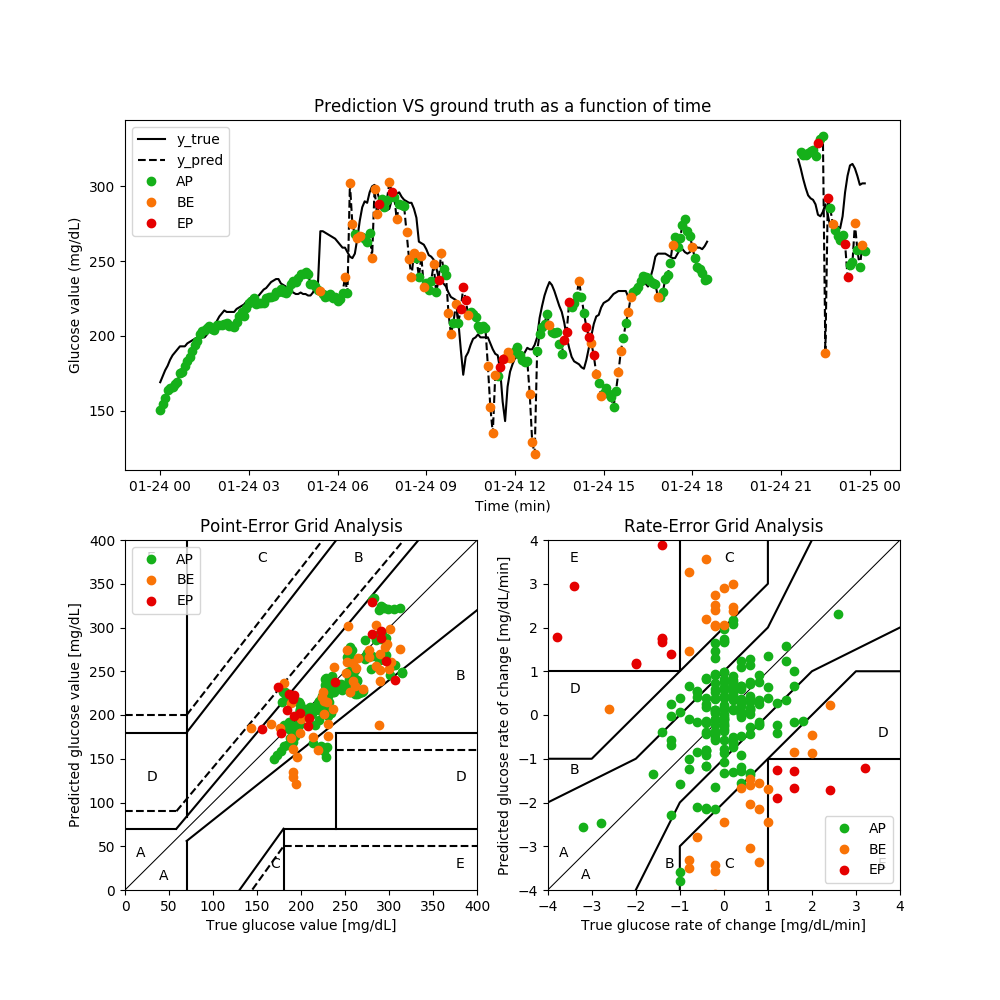 Prediction VS ground truth as a function of time
y_true
y_pred
AP
BE
EP
Glucose value (mg/dL)
300
250
200
150
01-24 00 01-24 03 01-24 06 01-24 09 01-24 12 01-24 15 01-24 18 01-24 21 01-25 00
Time (min)
Point-Error Grid Analysis
AP
BE
EP
C
B
B
D
D
A
A
C
E
Predicted glucose value [mg/dL]
400
350
300
250
200
150
100
50
0
0 50 100 150 200 250 300 350 400
True glucose value [mg/dL]
Rate-Error Grid Analysis
E
C
D
D
B
A
A
B
C
AP
BE
EP
Predicted glucose rate of change [mg/dL/min]
4
3
2
1
0
−1
−2
−3
−4
−4 −3 −2 −1 0 1 2 3 4
True glucose rate of change [mg/dL/min]